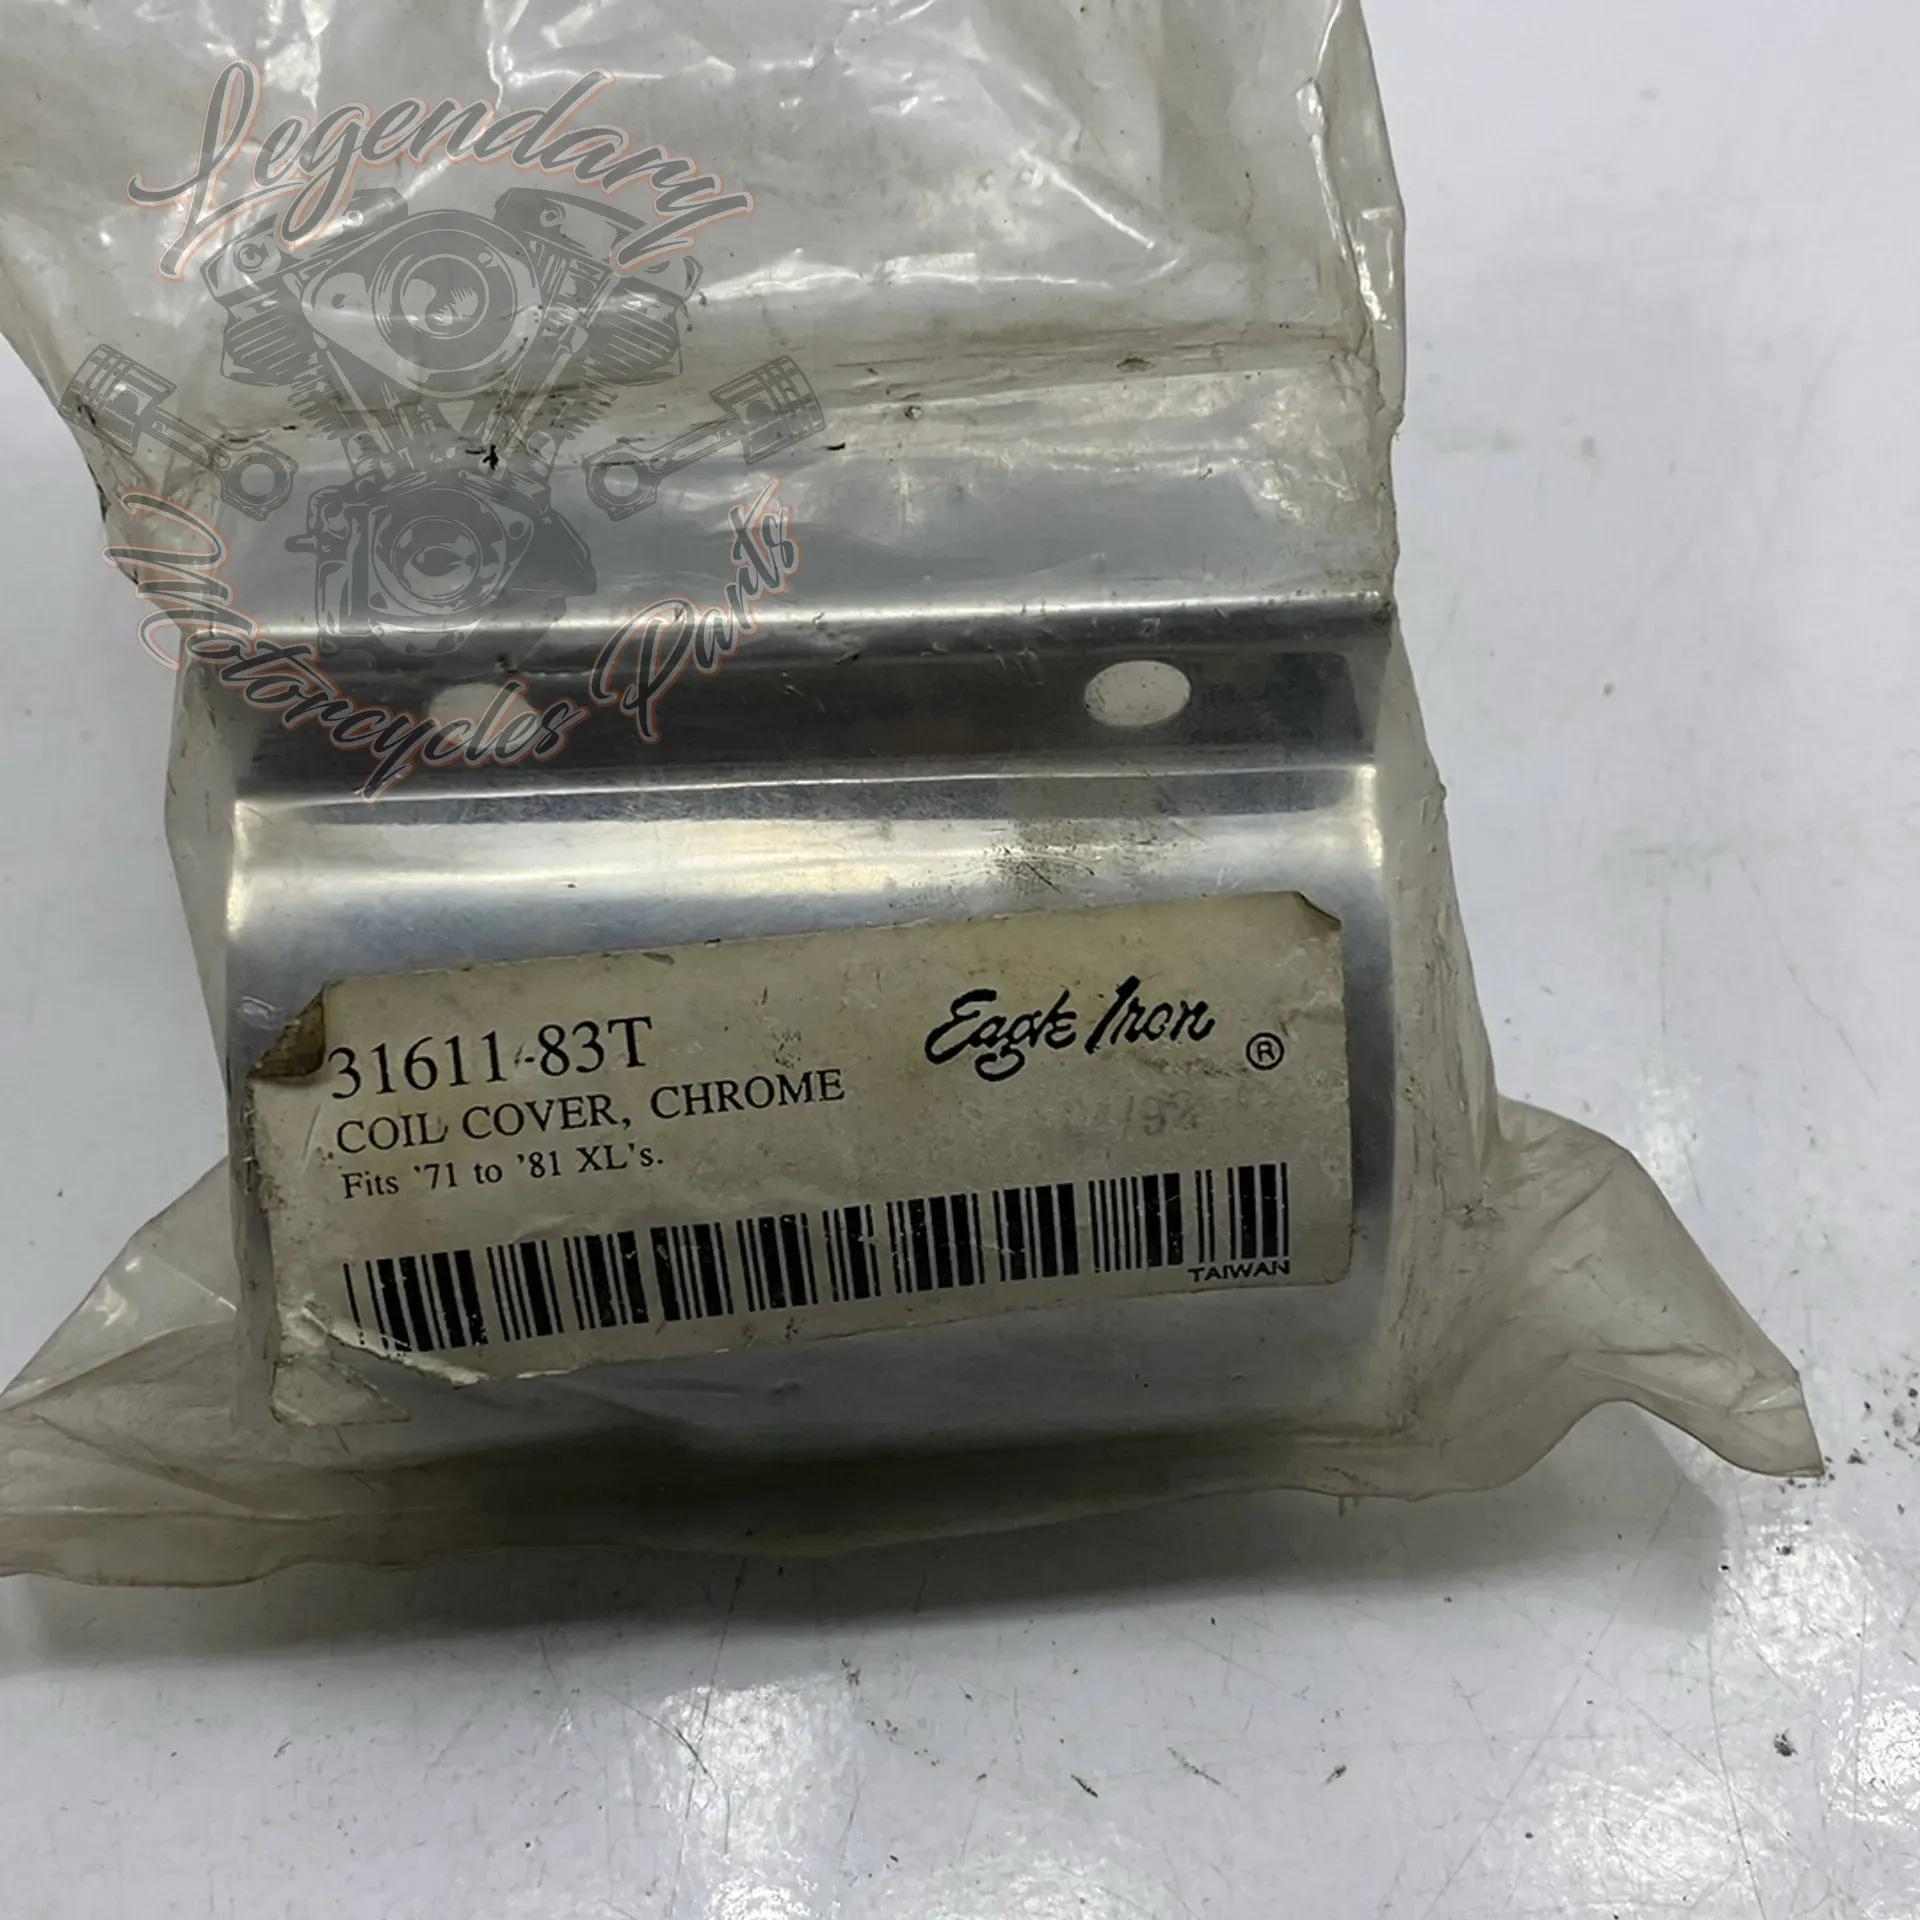 Legendary
Motorcycles Parts
31611-83T
Eagle Iron ®
COIL COVER, CHROME
Fits '71 to '81 XL's.
TAIWAN